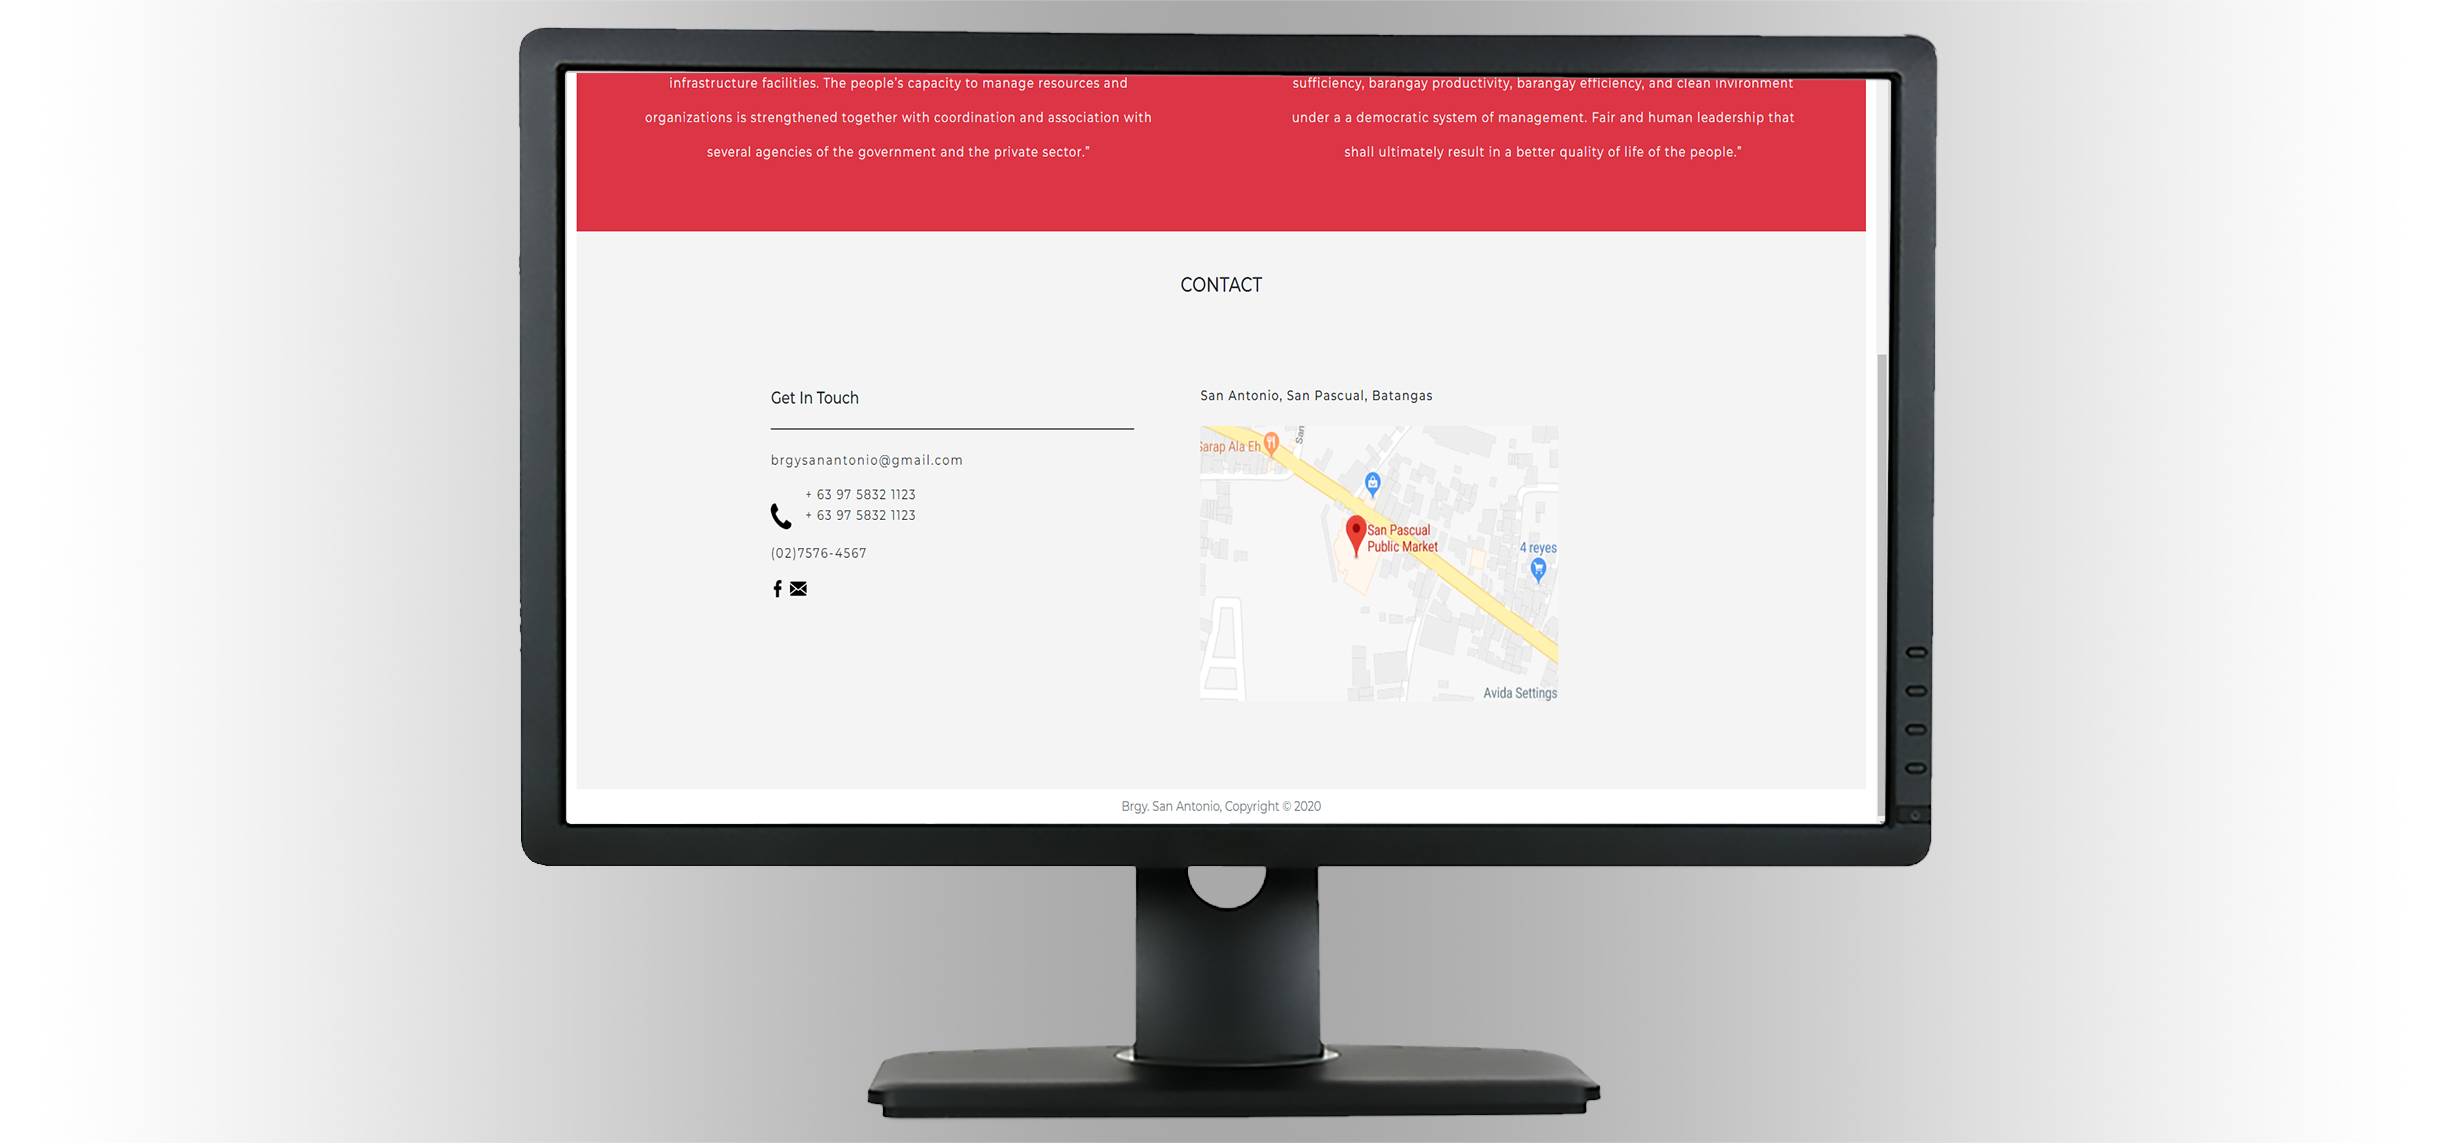 infrastructure facilities. The people's capacity to manage resources and
organizations is strengthened together with coordination and association with
several agencies of the government and the private sector."
sufficiency, barangay productivity, barangay efficiency, and clean invironment
under a a democratic system of management. Fair and human leadership that
shall ultimately result in a better quality of life of the people."
CONTACT
Get In Touch
brgysanantonio@gmail.com
+ 63 97 5832 1123
+ 63 97 5832 1123
(02)7576-4567
San Antonio, San Pascual, Batangas
Sarap Ala Eh
San
San Pascual
Public Market
4 reyes
Avida Settings
Brgy. San Antonio, Copyright © 2020